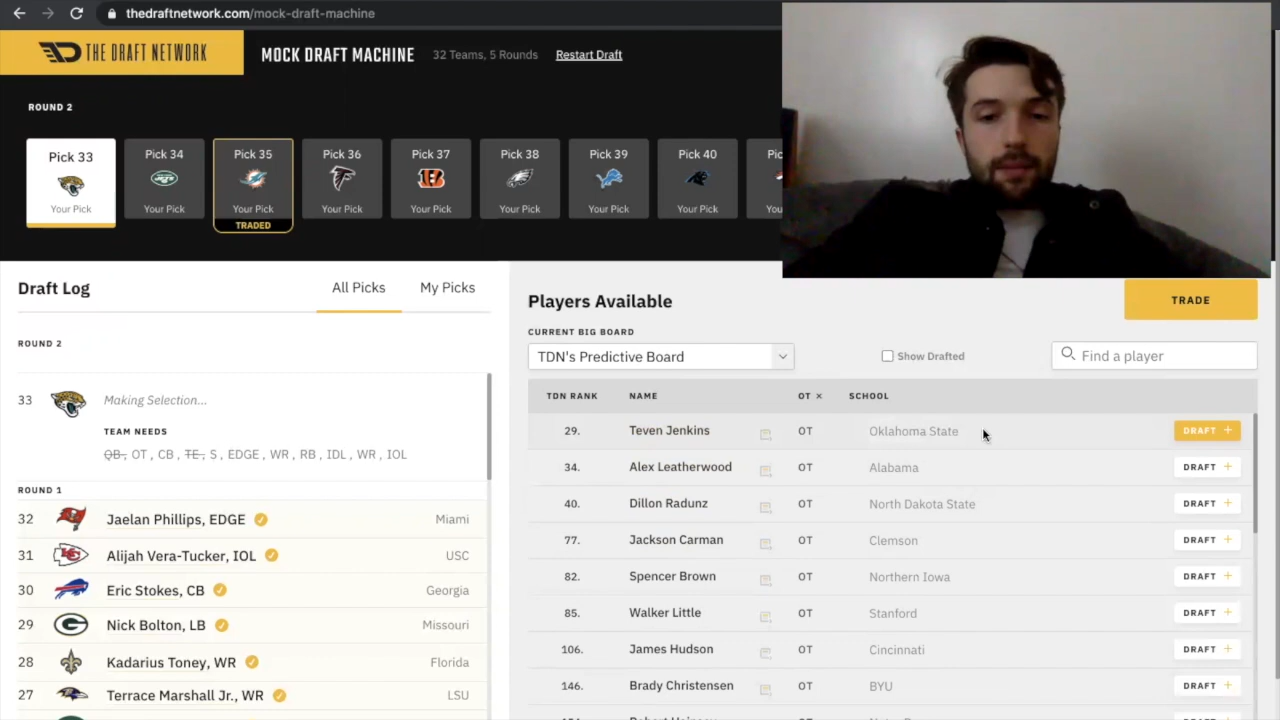 thedraftnetwork.com/mock-draft-machine
THE DRAFT NETWORK
MOCK DRAFT MACHINE
32 Teams, 5 Rounds
Restart Draft
ROUND 2
Pick 33
Your Pick
Pick 34
Your Pick
Pick 35
Your Pick
TRADED
Pick 36
Your Pick
Pick 37
Your Pick
Pick 38
Your Pick
Pick 39
Your Pick
Pick 40
Your Pick
Draft Log
All Picks
My Picks
ROUND 2
33
Making Selection...
TEAM NEEDS
QB, OT, CB, TE, S, EDGE, WR, RB, IDL, WR, IOL
ROUND 1
32 Jaelan Phillips, EDGE Miami
31 Alijah Vera-Tucker, IOL USC
30 Eric Stokes, CB Georgia
29 Nick Bolton, LB Missouri
28 Kadarius Toney, WR Florida
27 Terrace Marshall Jr., WR LSU
Players Available
TRADE
CURRENT BIG BOARD
TDN's Predictive Board
Show Drafted
Find a player
TDN RANK NAME OT × SCHOOL
29. Teven Jenkins OT Oklahoma State DRAFT +
34. Alex Leatherwood OT Alabama DRAFT +
40. Dillon Radunz OT North Dakota State DRAFT +
77. Jackson Carman OT Clemson DRAFT +
82. Spencer Brown OT Northern Iowa DRAFT +
85. Walker Little OT Stanford DRAFT +
106. James Hudson OT Cincinnati DRAFT +
146. Brady Christensen OT BYU DRAFT +